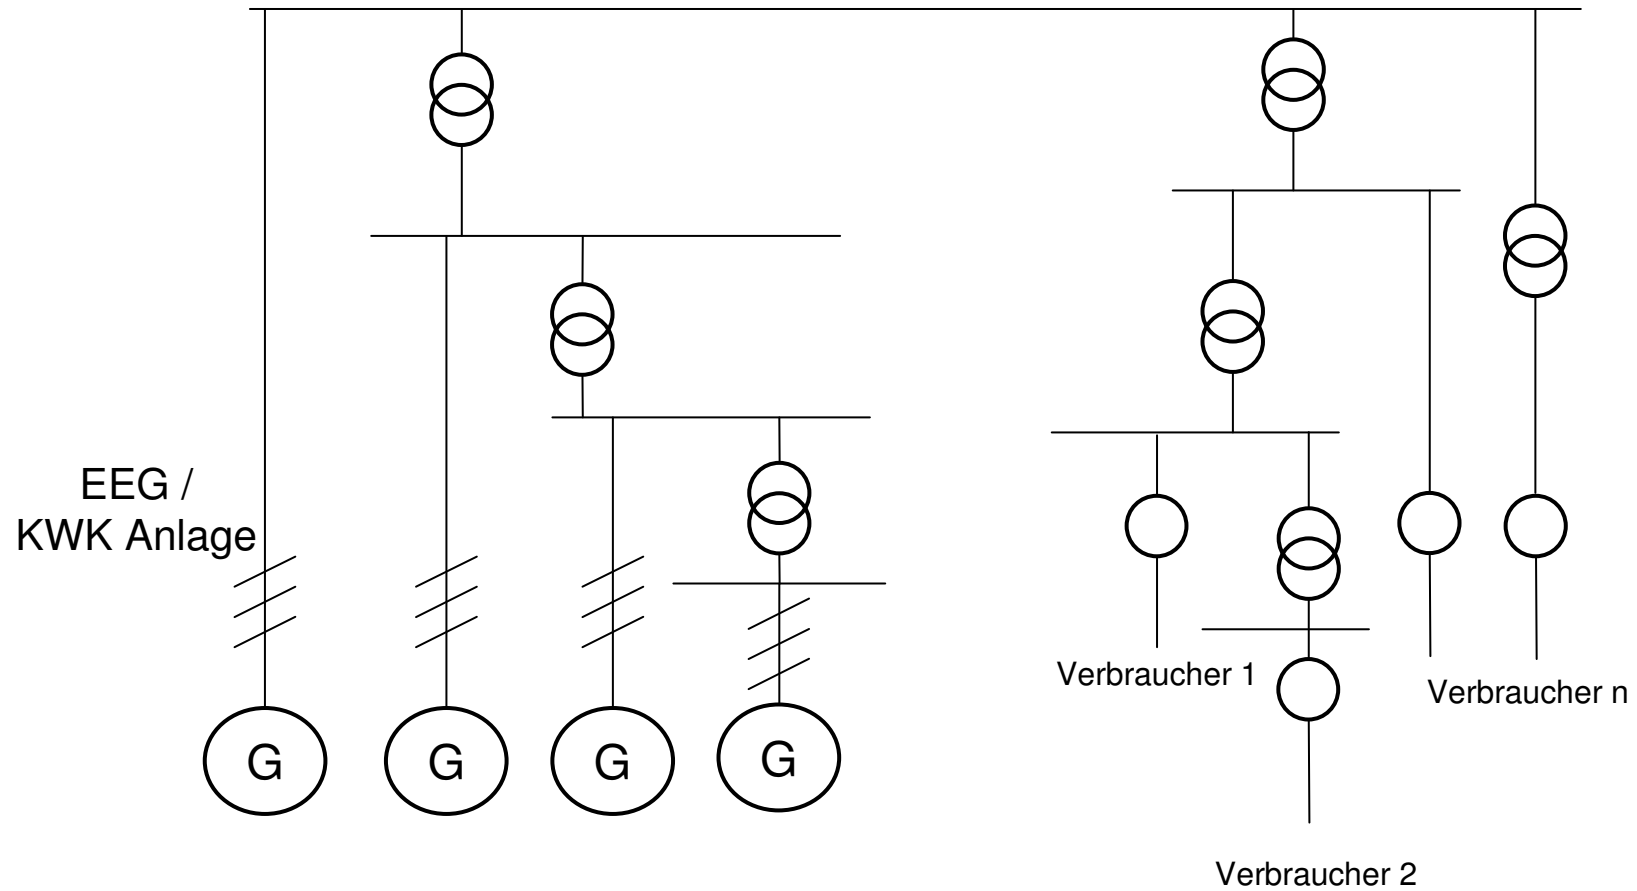 EEG /
KWK Anlage
G G G G
Verbraucher 1
Verbraucher n
Verbraucher 2